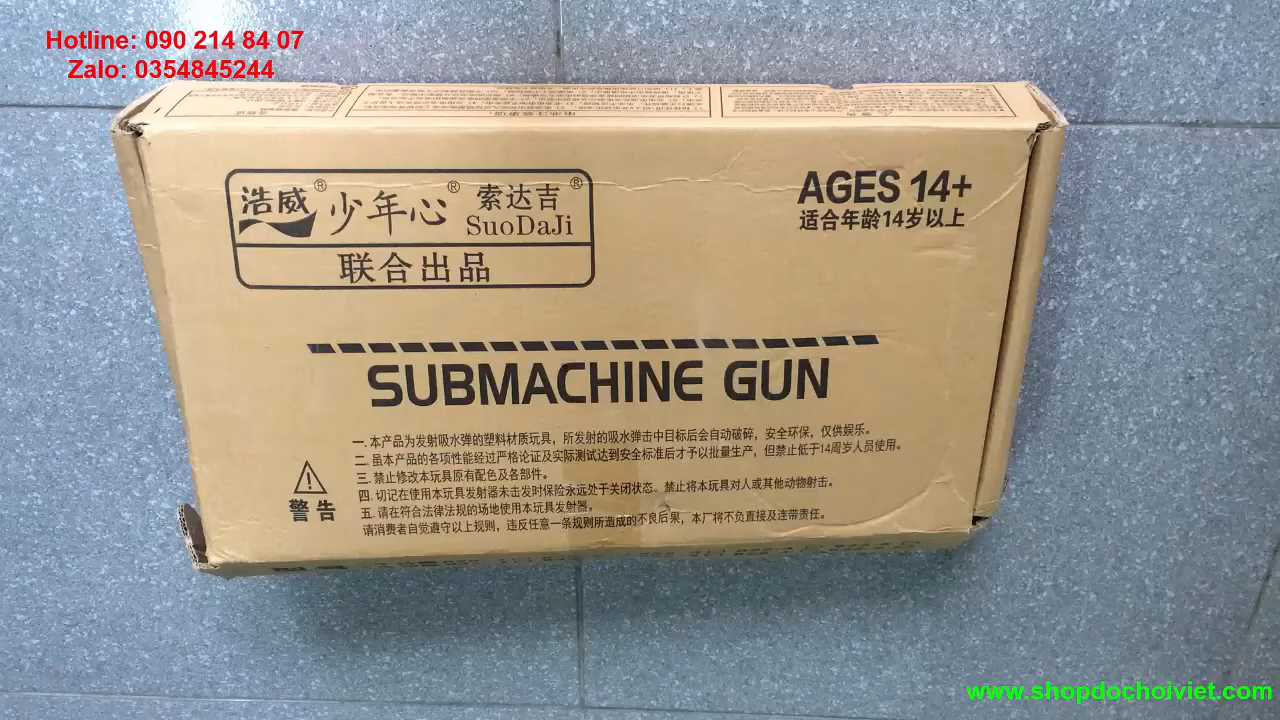 Hotline: 090 214 84 07
Zalo: 0354845244
浩威® 少年心® 索达吉®
SuoDaJi
联合出品
AGES 14+
适合年龄14岁以上
SUBMACHINE GUN
一. 本产品为发射吸水弹的塑料材质玩具，所发射的吸水弹击中目标后会自动破碎，安全环保，仅供娱乐。
二. 虽本产品的各项性能经过严格论证及实际测试达到安全标准后才予以批量生产，但禁止低于14周岁人员使用。
三. 禁止修改本玩具原有配色及各部件。
四. 切记在使用本玩具发射器未击发时保险永远处于关闭状态。禁止将本玩具对人或其他动物射击。
五. 请在符合法律法规的场地使用本玩具发射器。
请消费者自觉遵守以上规则，违反任意一条规则所造成的不良后果，本厂将不负直接及连带责任。
警告
www.shopdochoiviet.com